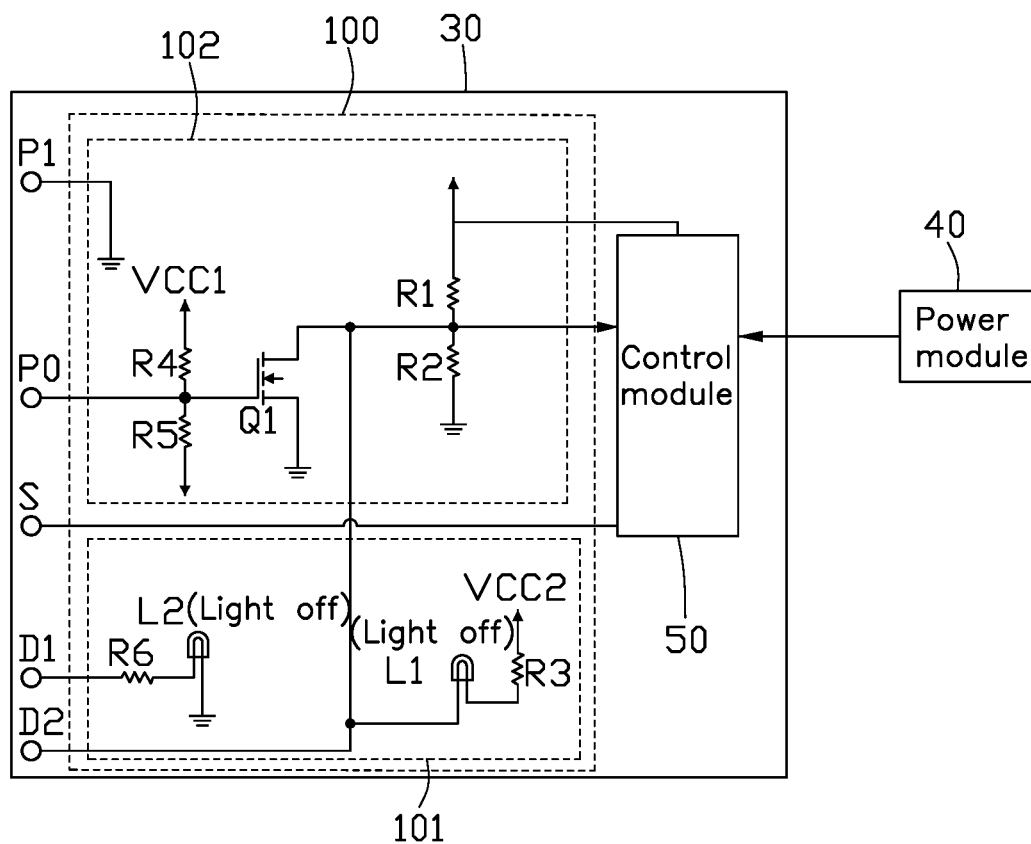 102
100
30
P1
40
VCC1
R1
Power
module
P0
R4
R2
Control
module
R5
Q1
S
VCC2
L2(Light off)
(Light off)
50
D1
R6
L1
R3
D2
101